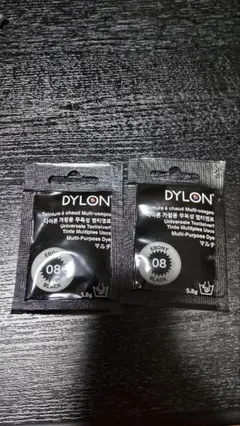 DYLON
Teinture à chaud Multi-usages
다이론 가정용 무독성 멀티염료
Universele Textielverf
Tinte Multiples Usos
Multi-Purpose Dye
マルチ
EBONY
08
BLACK
5.8g
DYLON
Teinture à chaud Multi-usages
다이론 가정용 무독성 멀티염료
Universele Textielverf
Tinte Multiples Usos
Multi-Purpose Dye
マルチ
EBONY
08
BLACK
5.8g